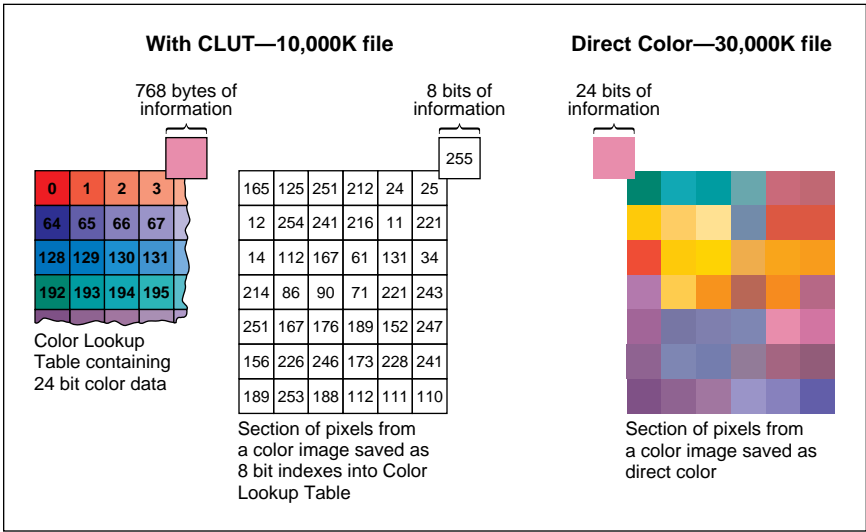 With CLUT—10,000K file
Direct Color—30,000K file
768 bytes of
information
8 bits of
information
24 bits of
information
255
0 1 2 3
64 65 66 67
128 129 130 131
192 193 194 195
165 125 251 212 24 25
12 254 241 216 11 221
14 112 167 61 131 34
214 86 90 71 221 243
251 167 176 189 152 247
156 226 246 173 228 241
189 253 188 112 111 110
Color Lookup
Table containing
24 bit color data
Section of pixels from
a color image saved as
8 bit indexes into Color
Lookup Table
Section of pixels from
a color image saved as
direct color